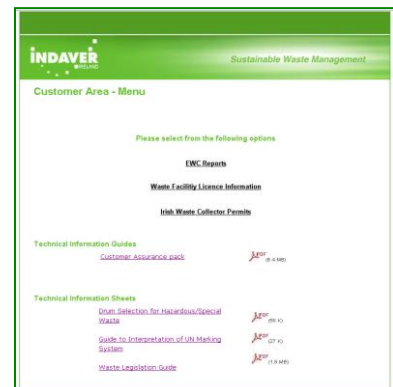 INDAVER
IRELAND
Sustainable Waste Management
Customer Area - Menu
Please select from the following options
EWC Reports
Waste Facility Licence Information
Irish Waste Collector Permits
Technical Information Guides
Customer Assurance pack
PDF (6.4 MB)
Technical Information Sheets
Drum Selection for Hazardous/Special
Waste
PDF (66 K)
Guide to Interpretation of UN Marking
System
PDF (27 K)
Waste Legislation Guide
PDF (1.9 MB)